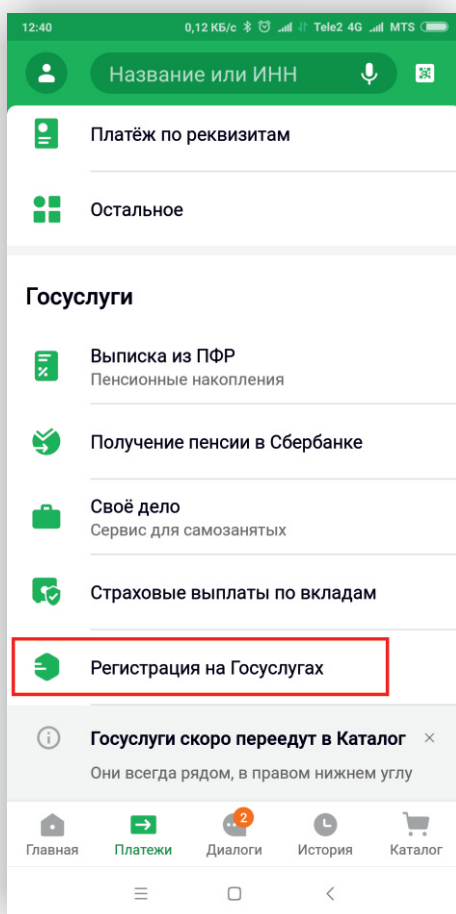 12:40 0,12 КБ/с Tele2 4G MTS
Название или ИНН
Платёж по реквизитам
Остальное
Госуслуги
Выписка из ПФР
Пенсионные накопления
Получение пенсии в Сбербанке
Своё дело
Сервис для самозанятых
Страховые выплаты по вкладам
Регистрация на Госуслугах
Госуслуги скоро переедут в Каталог ×
Они всегда рядом, в правом нижнем углу
2
Главная Платежи Диалоги История Каталог